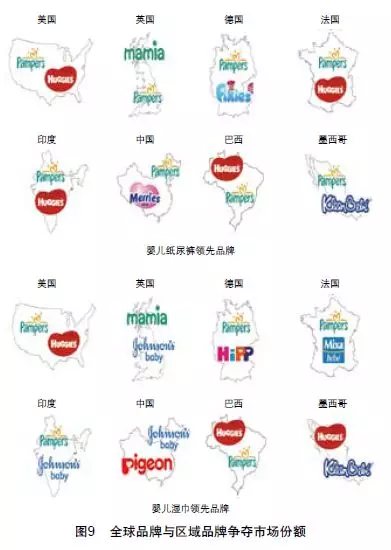 美国 英国 德国 法国
Pampers HUGGIES
mamia Pampers
Pampers Fixies
Pampers HUGGIES
印度 中国 巴西 墨西哥
Pampers HUGGIES
Pampers Merries
HUGGIES Pampers
Pampers KleenBebé
婴儿纸尿裤领先品牌
美国 英国 德国 法国
Pampers HUGGIES
mamia Johnson's baby
Pampers HiPP
Pampers Mixa bébé
印度 中国 巴西 墨西哥
Pampers Johnson's baby
Johnson's baby pigeon
HUGGIES Pampers
HUGGIES KleenBebé
婴儿湿巾领先品牌
图9 全球品牌与区域品牌争夺市场份额